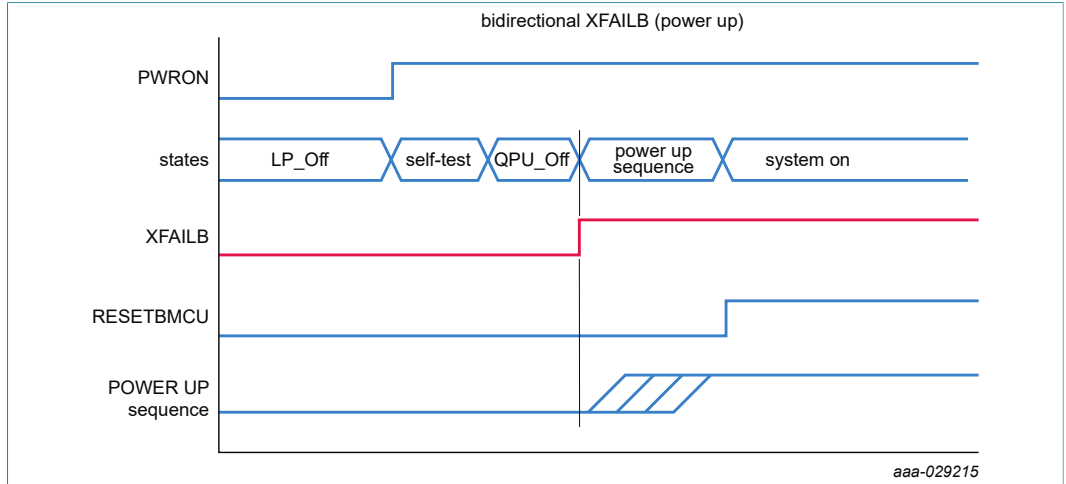 bidirectional XFAILB (power up)
PWRON
states
LP_Off
self-test
QPU_Off
power up
sequence
system on
XFAILB
RESETBMCU
POWER UP
sequence
aaa-029215